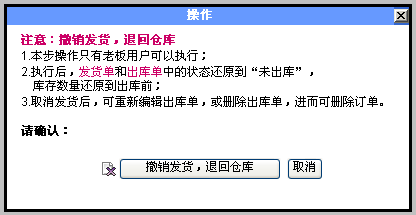 操作
注意：撤销发货，退回仓库
1.本步操作只有老板用户可以执行；
2.执行后，发货单和出库单中的状态还原到“未出库”，
库存数量还原到出库前；
3.取消发货后，可重新编辑出库单，或删除出库单，进而可删除订单。
请确认：
撤销发货，退回仓库 取消